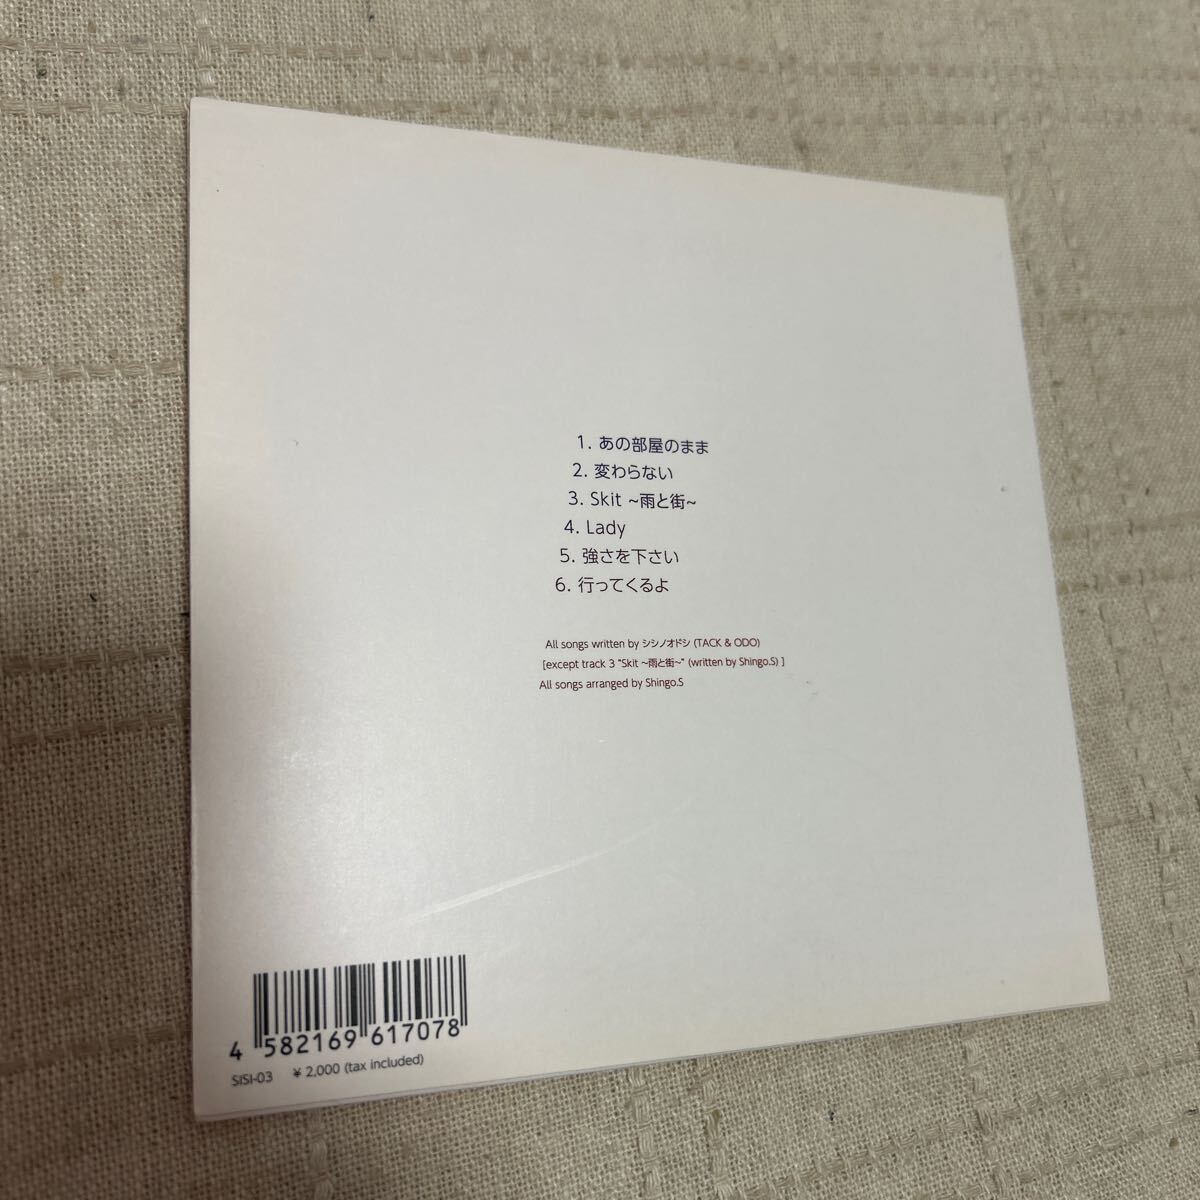 1. あの部屋のまま
2. 変わらない
3. Skit ~雨と街~
4. Lady
5. 強さを下さい
6. 行ってくるよ
All songs written by シシノオドシ (TACK & ODO)
[except track 3 "Skit ~雨と街~" (written by Shingo.S) ]
All songs arranged by Shingo.S
4 582169 617078
SISI-03 ¥ 2,000 (tax included)